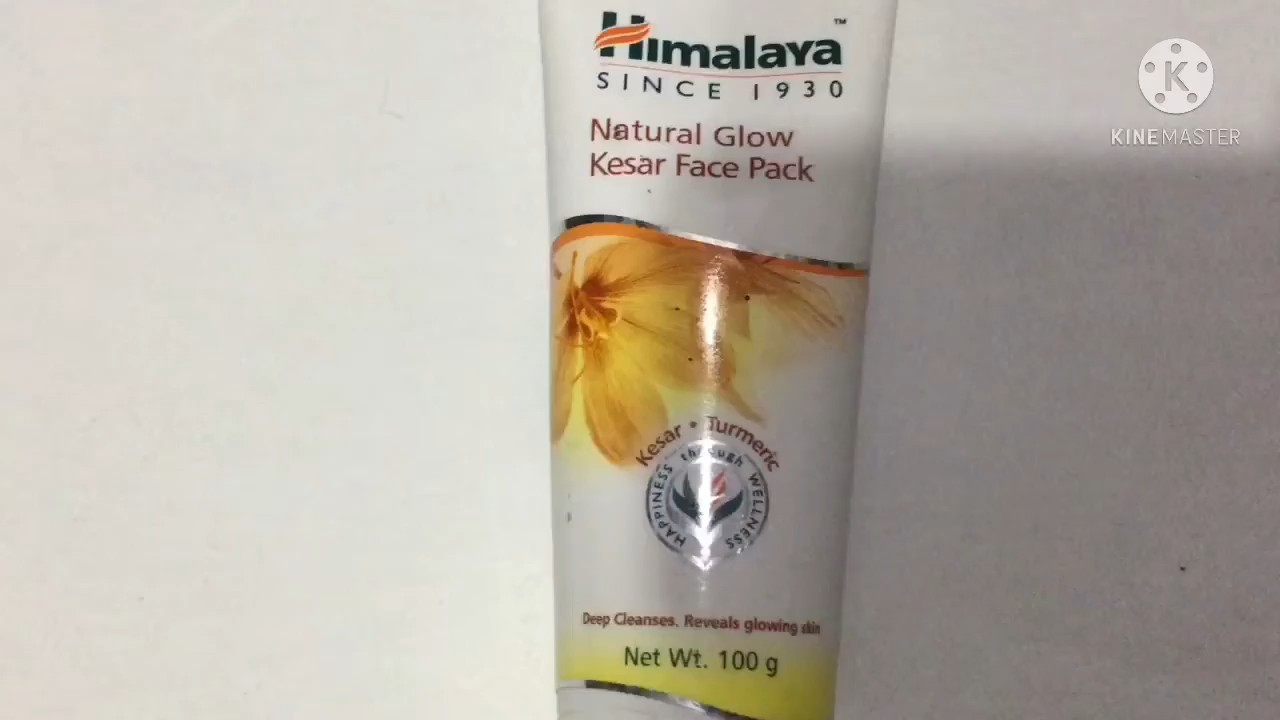 Himalaya™
SINCE 1930
Natural Glow
Kesar Face Pack
Kesar • Turmeric
HAPPINESS through WELLNESS
Deep Cleanses. Reveals glowing skin
Net Wt. 100 g
K
KINEMASTER